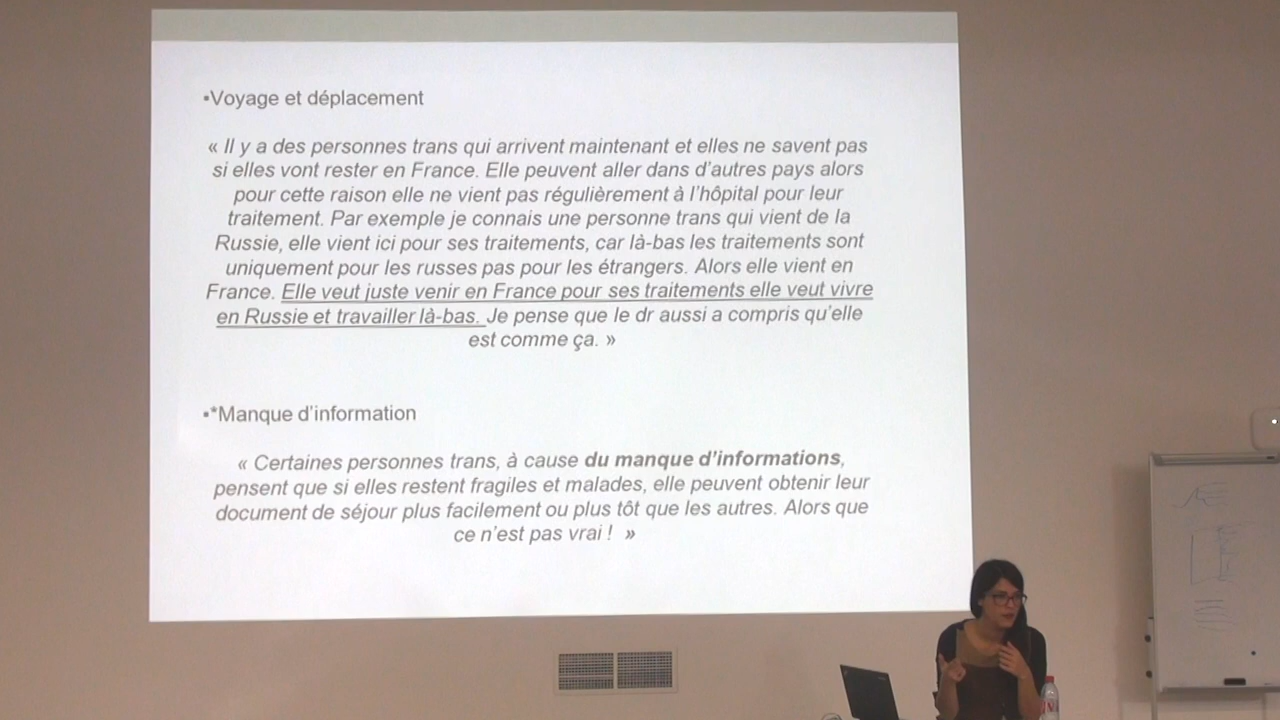 ▪Voyage et déplacement
« Il y a des personnes trans qui arrivent maintenant et elles ne savent pas
si elles vont rester en France. Elle peuvent aller dans d'autres pays alors
pour cette raison elle ne vient pas régulièrement à l'hôpital pour leur
traitement. Par exemple je connais une personne trans qui vient de la
Russie, elle vient ici pour ses traitements, car là-bas les traitements sont
uniquement pour les russes pas pour les étrangers. Alors elle vient en
France. Elle veut juste venir en France pour ses traitements elle veut vivre
en Russie et travailler là-bas. Je pense que le dr aussi a compris qu'elle
est comme ça. »
▪*Manque d'information
« Certaines personnes trans, à cause du manque d'informations,
pensent que si elles restent fragiles et malades, elle peuvent obtenir leur
document de séjour plus facilement ou plus tôt que les autres. Alors que
ce n'est pas vrai ! »